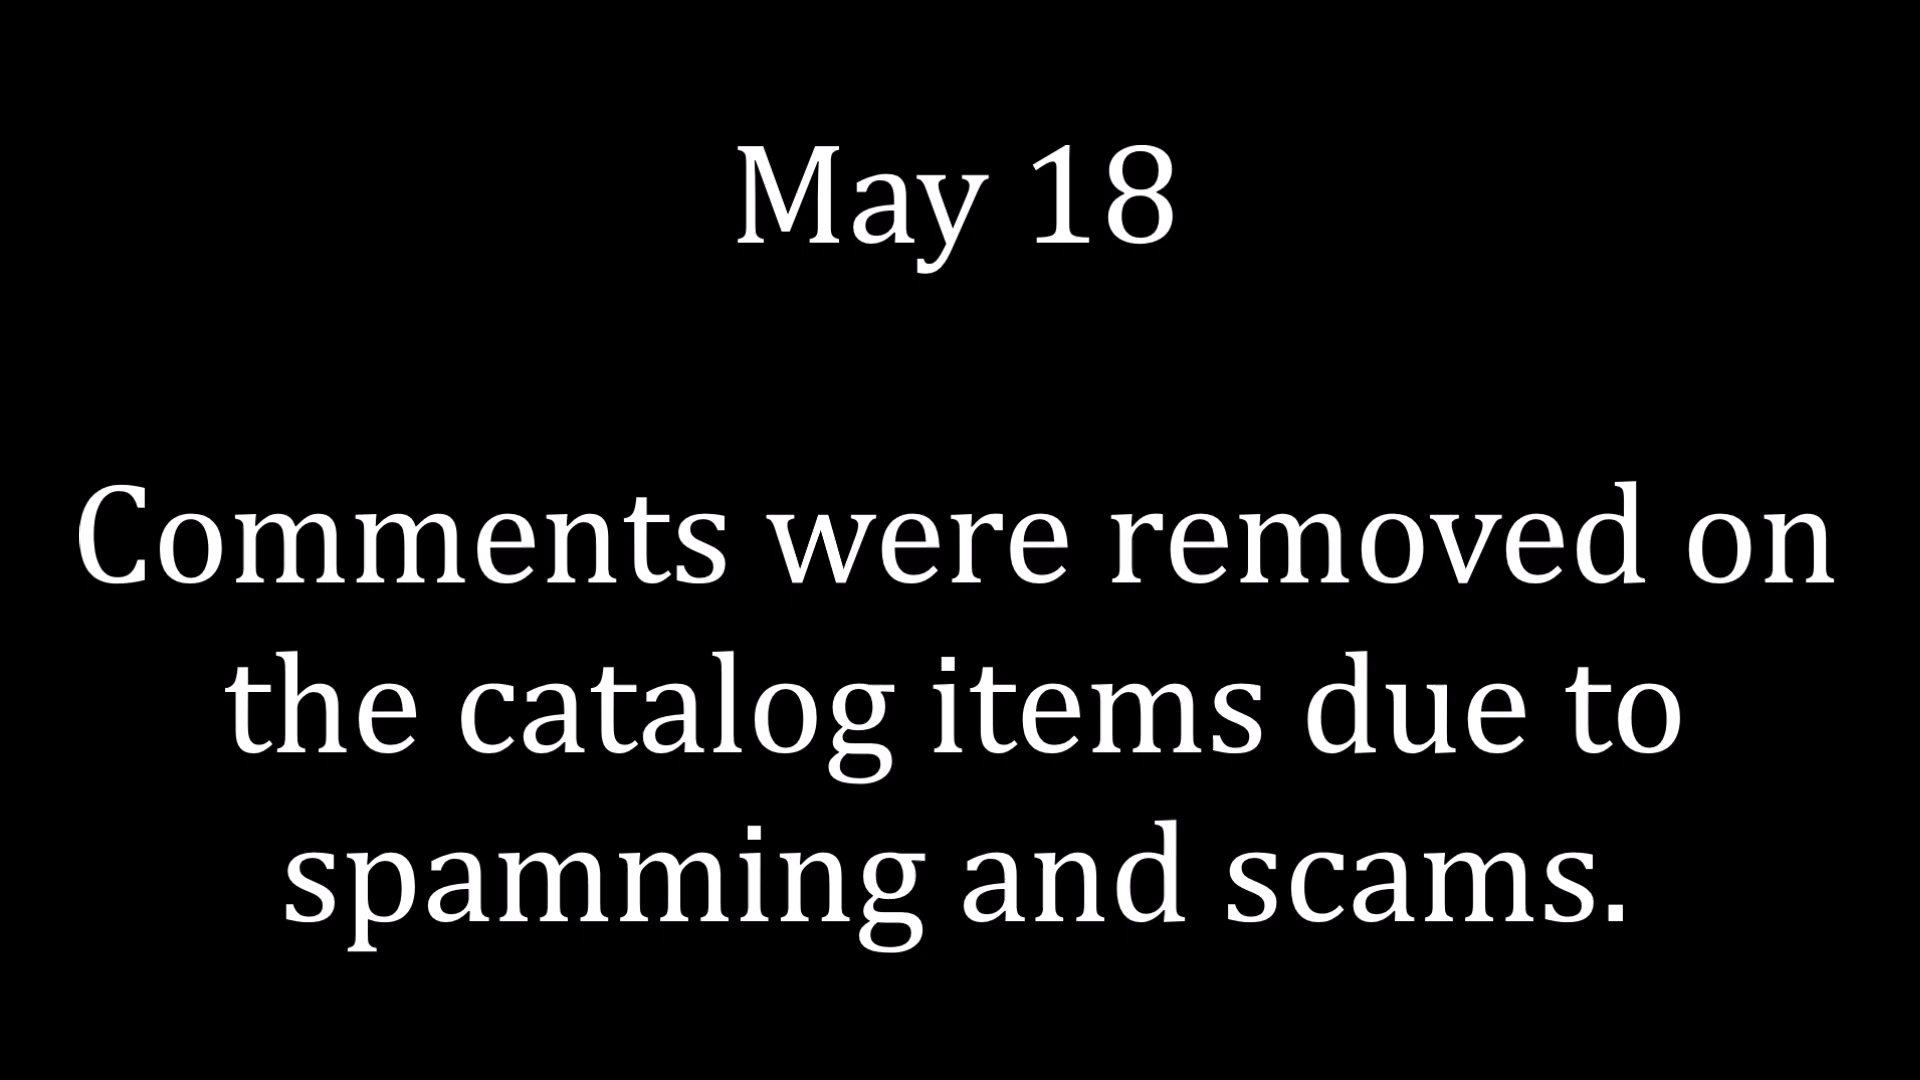 May 18
Comments were removed on
the catalog items due to
spamming and scams.